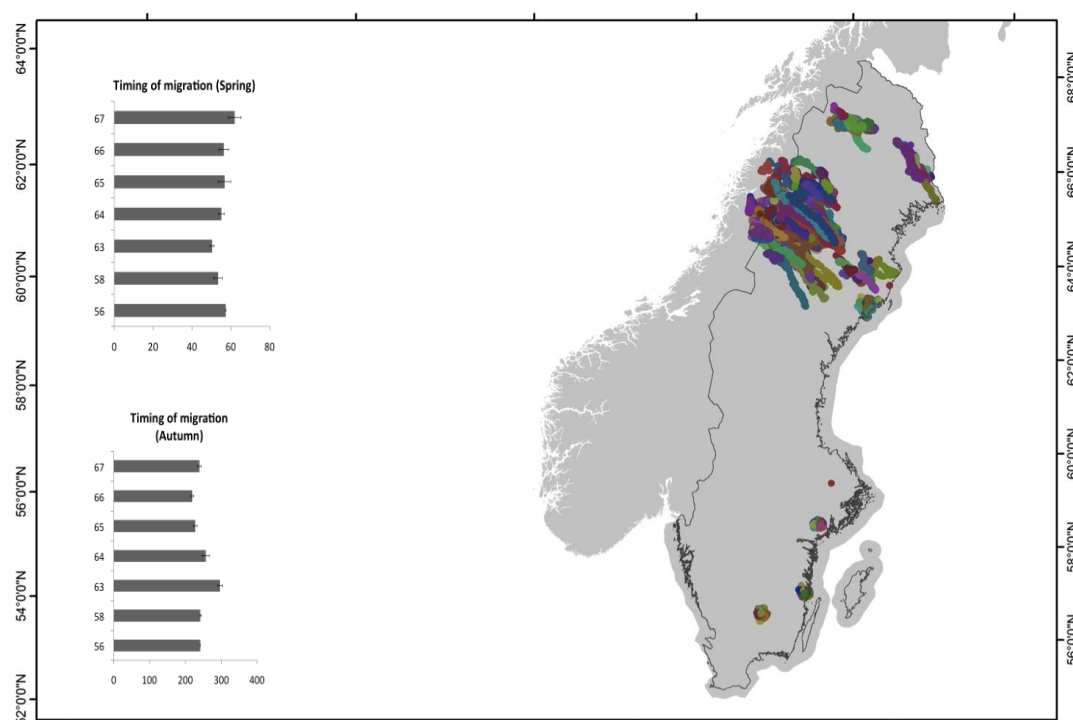 64°0'0"N
62°0'0"N
60°0'0"N
58°0'0"N
56°0'0"N
54°0'0"N
52°0'0"N
Timing of migration (Spring)
67
66
65
64
63
58
56
0 20 40 60 80
Timing of migration
(Autumn)
67
66
65
64
63
58
56
0 100 200 300 400
68°0'0"N
66°0'0"N
64°0'0"N
62°0'0"N
60°0'0"N
58°0'0"N
56°0'0"N